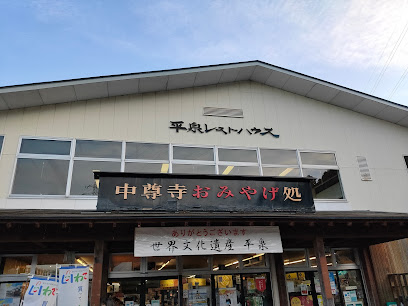 平泉レストハウス
中尊寺おみやげ処
ありがとうございます
世界文化遺産 平泉